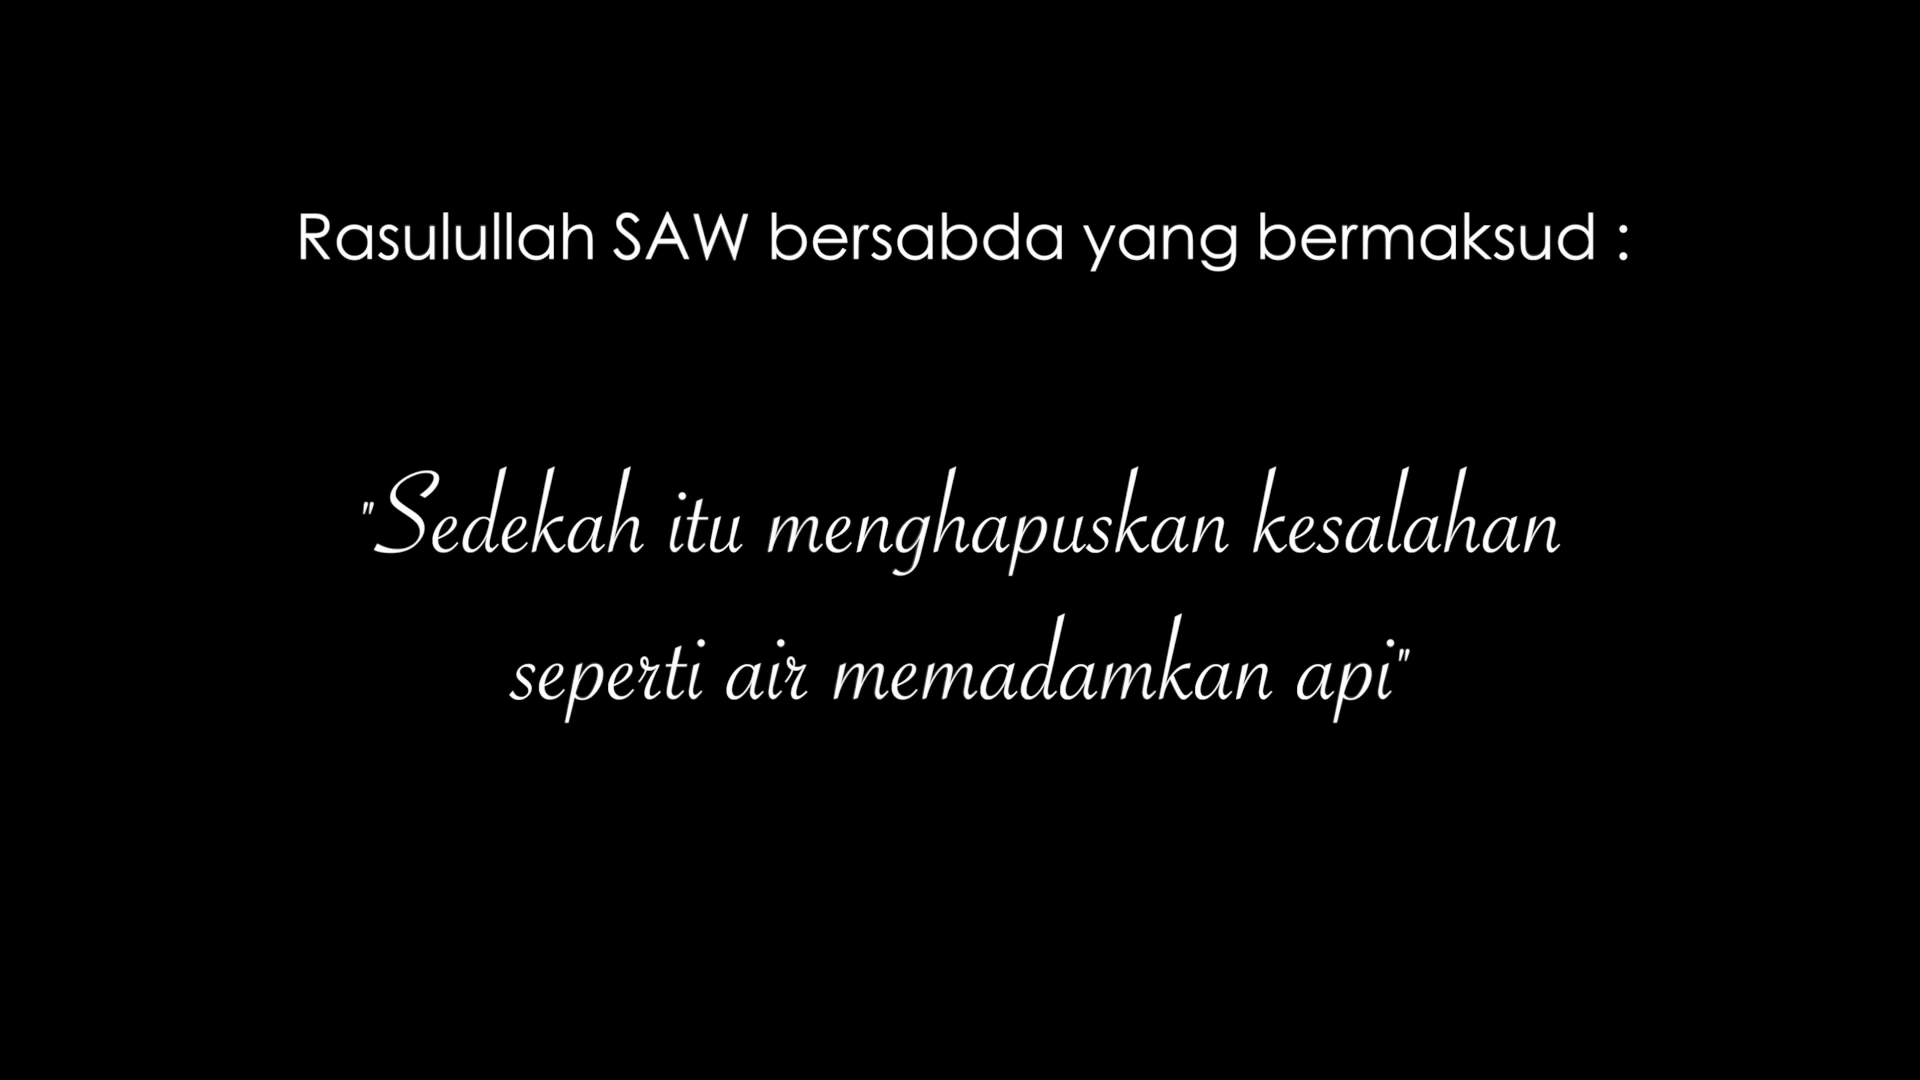 Rasulullah SAW bersabda yang bermaksud :
"Sedekah itu menghapuskan kesalahan
seperti air memadamkan api"